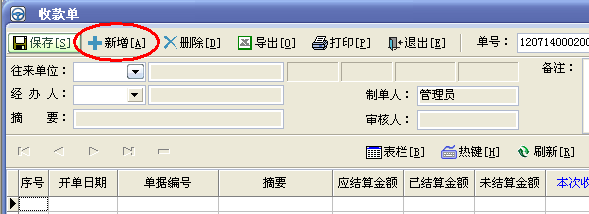 收款单
保存[S] 新增[A] 删除[D] 导出[O] 打印[P] 退出[E] 单号： 12071400020
往来单位： 备注：
经 办 人： 制单人： 管理员
摘　　要： 审核人：
表栏[B] 热键[H] 刷新[R]
序号 开单日期 单据编号 摘要 应结算金额 已结算金额 未结算金额 本次收